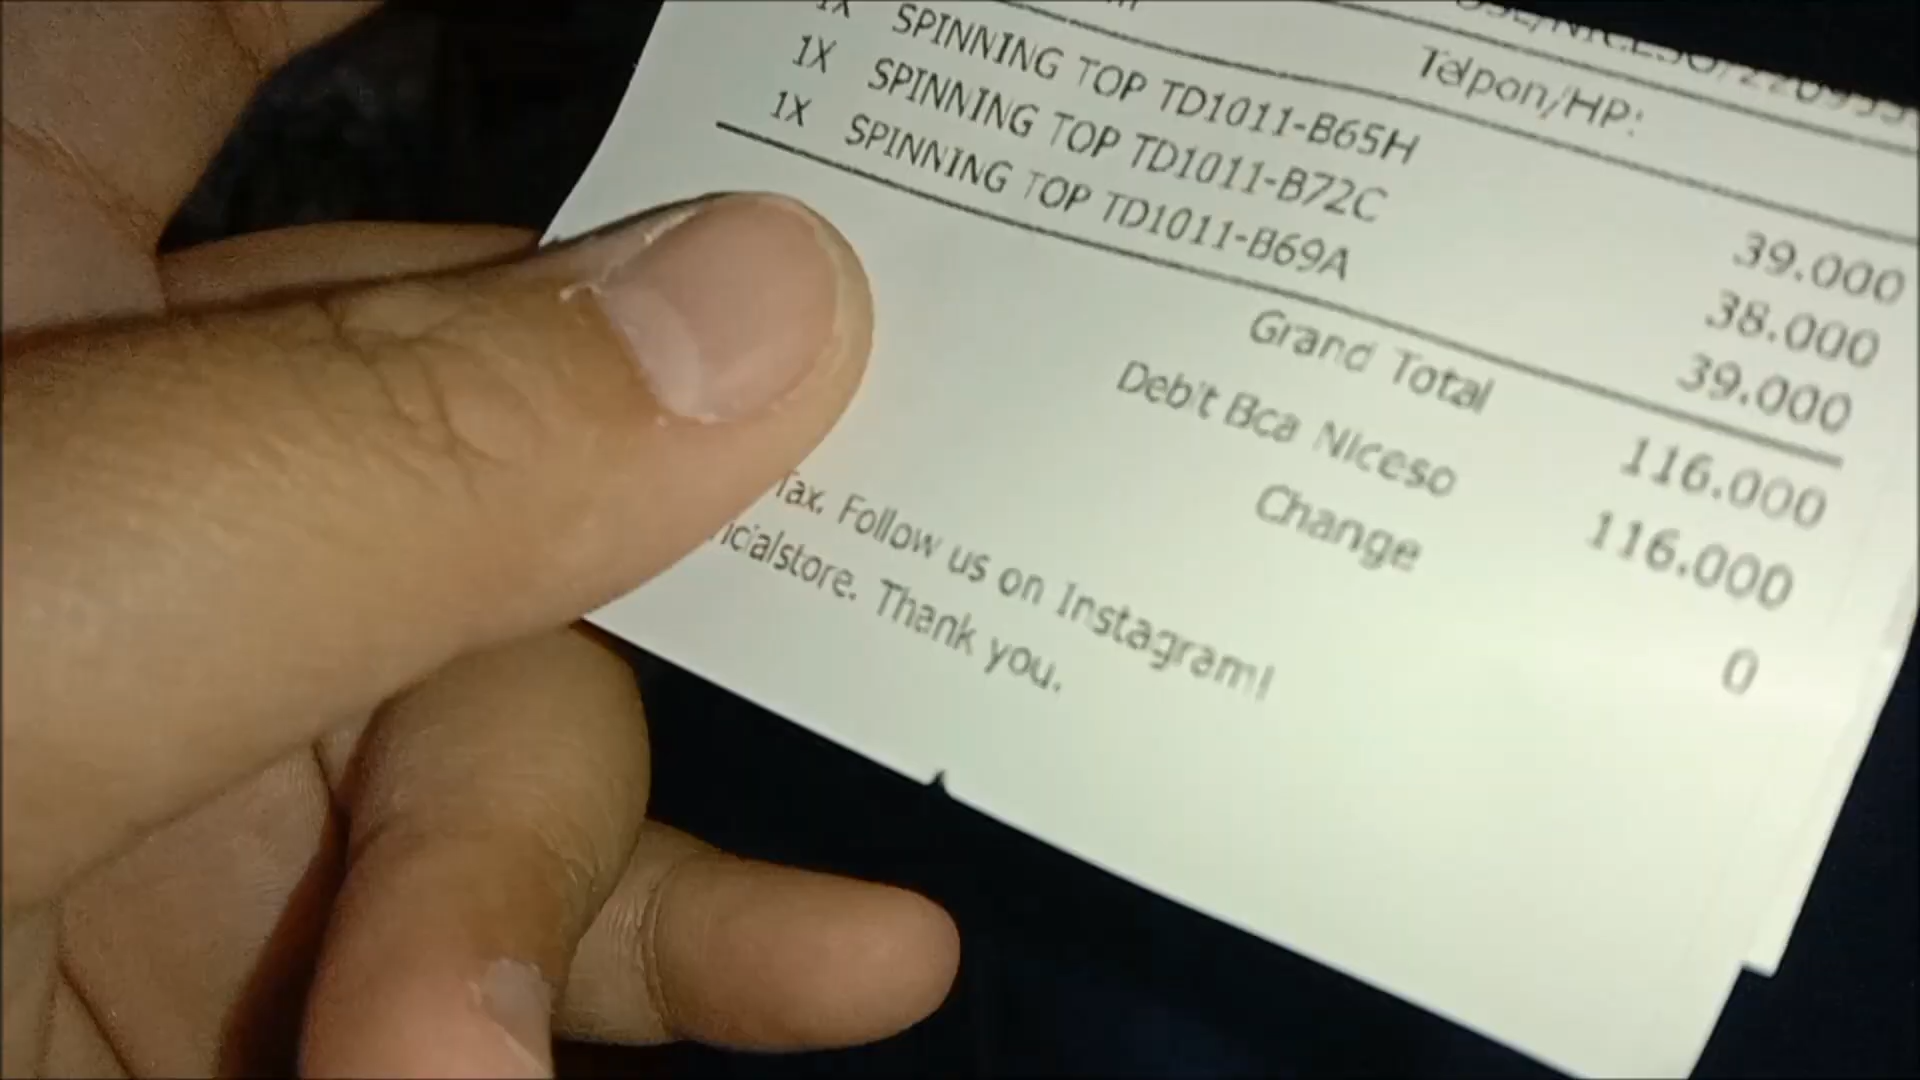 Telpon/HP:
1X SPINNING TOP TD1011-B65H 39.000
1X SPINNING TOP TD1011-B72C 38.000
1X SPINNING TOP TD1011-B69A 39.000
Grand Total 116.000
Debit Bca Niceso 116.000
Change 0
Tax. Follow us on Instagram!
icialstore. Thank you.